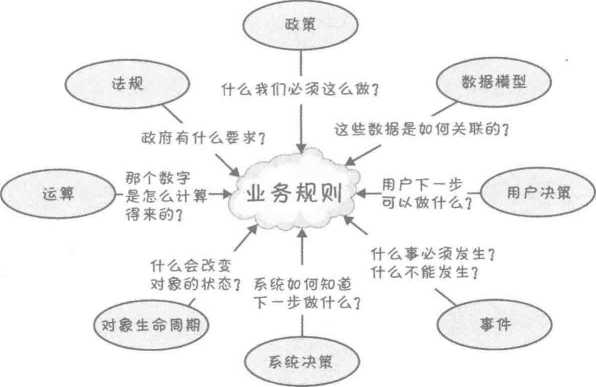 政策
什么我们必须这么做?
法规
政府有什么要求?
数据模型
这些数据是如何关联的?
运算
那个数字
是怎么计算
得来的?
业务规则
用户下一步
可以做什么?
用户决策
什么会改变
对象的状态?
对象生命周期
系统如何知道
下一步做什么?
系统决策
什么事必须发生?
什么不能发生?
事件